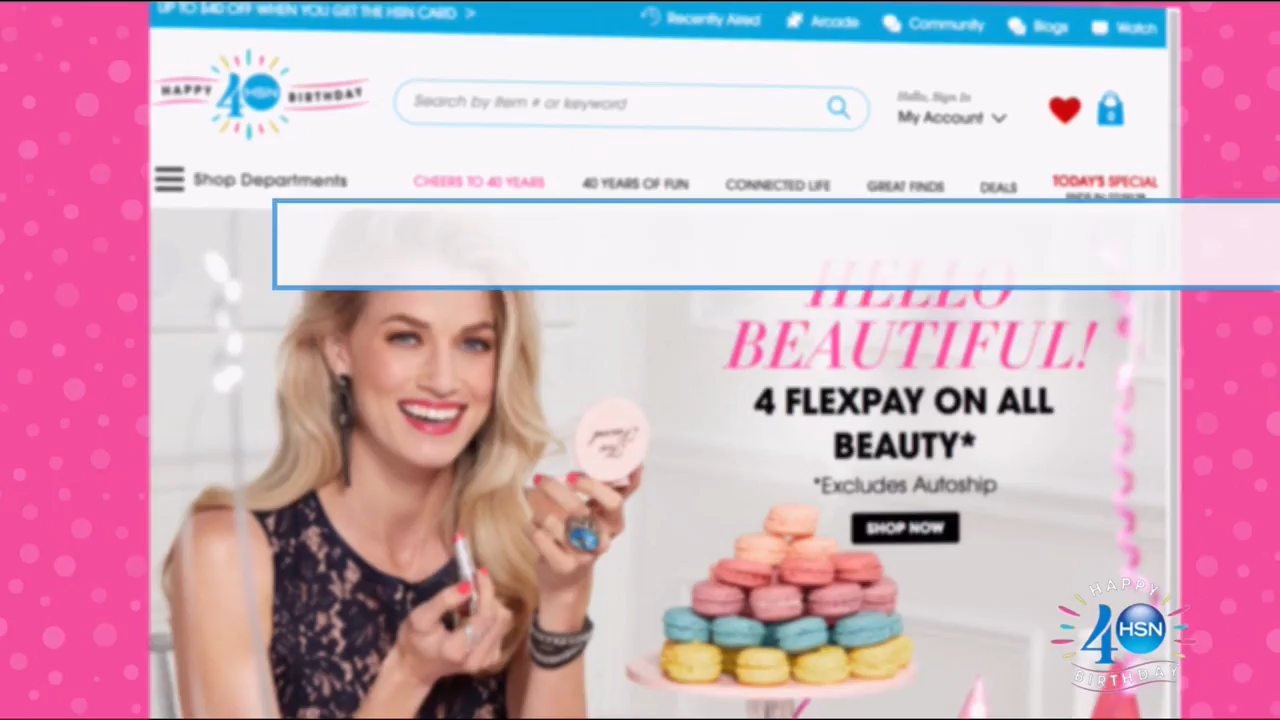 UP TO $40 OFF WHEN YOU GET THE HSN CARD >
Recently Aired Arcade Community Blogs Watch
HAPPY 40 HSN BIRTHDAY
Search by item # or keyword
Hello, Sign In
My Account
0
Shop Departments
CHEERS TO 40 YEARS 40 YEARS OF FUN CONNECTED LIFE GREAT FINDS DEALS TODAY'S SPECIAL
HELLO
BEAUTIFUL!
4 FLEXPAY ON ALL
BEAUTY*
*Excludes Autoship
SHOP NOW
HAPPY
40 HSN
BIRTHDAY